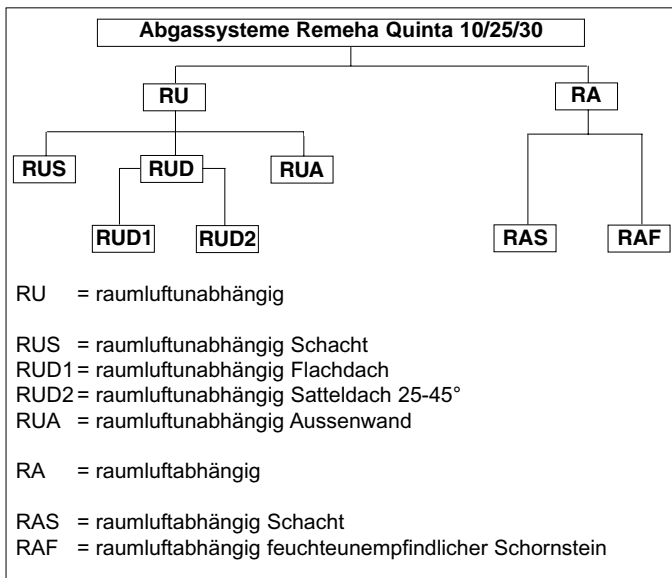 Abgassysteme Remeha Quinta 10/25/30
RU RA
RUS RUD RUA
RUD1 RUD2 RAS RAF
RU = raumluftunabhängig
RUS = raumluftunabhängig Schacht
RUD1 = raumluftunabhängig Flachdach
RUD2 = raumluftunabhängig Satteldach 25-45°
RUA = raumluftunabhängig Aussenwand
RA = raumluftabhängig
RAS = raumluftabhängig Schacht
RAF = raumluftabhängig feuchteunempfindlicher Schornstein